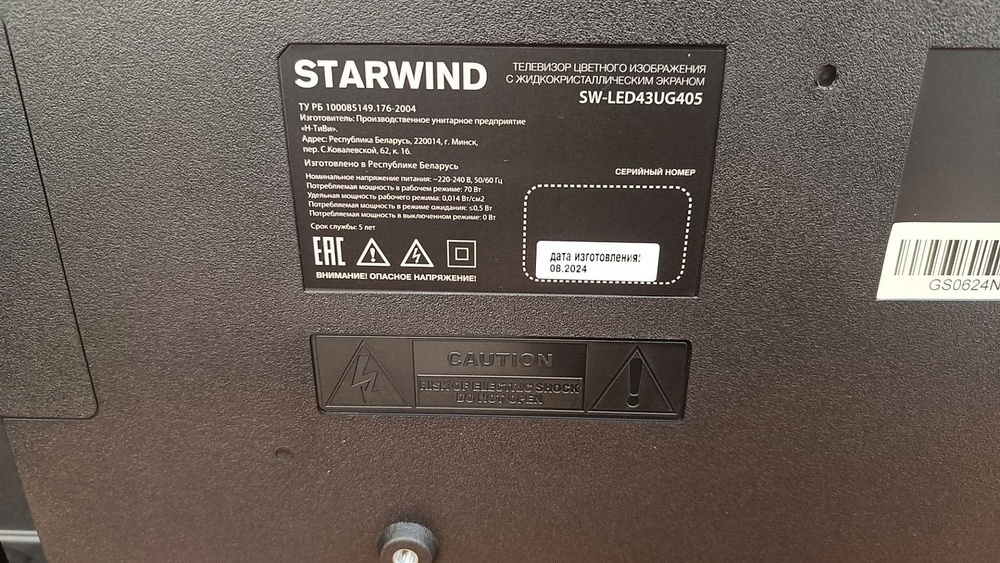 STARWIND
ТЕЛЕВИЗОР ЦВЕТНОГО ИЗОБРАЖЕНИЯ
С ЖИДКОКРИСТАЛЛИЧЕСКИМ ЭКРАНОМ
SW-LED43UG405
ТУ РБ 100085149.176-2004
Изготовитель: Производственное унитарное предприятие
«Н-ТиВи».
Адрес: Республика Беларусь, 220014, г. Минск,
пер. С.Ковалевской, 62, к. 16.
Изготовлено в Республике Беларусь
Номинальное напряжение питания: ~220-240 В, 50/60 Гц
Потребляемая мощность в рабочем режиме: 70 Вт
Удельная мощность рабочего режима: 0,014 Вт/см2
Потребляемая мощность в режиме ожидания: ≤0,5 Вт
Потребляемая мощность в выключенном режиме: 0 Вт
Срок службы: 5 лет
EAC
ВНИМАНИЕ! ОПАСНОЕ НАПРЯЖЕНИЕ!
СЕРИЙНЫЙ НОМЕР
дата изготовления:
08.2024
GS0624N
CAUTION
RISK OF ELECTRIC SHOCK
DO NOT OPEN